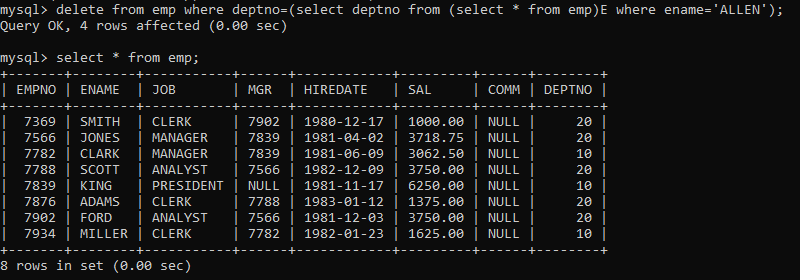 mysql> delete from emp where deptno=(select deptno from (select * from emp)E where ename='ALLEN');
Query OK, 4 rows affected (0.00 sec)
mysql> select * from emp;
+-------+--------+-----------+------+------------+---------+------+--------+
| EMPNO | ENAME  | JOB       | MGR  | HIREDATE   | SAL     | COMM | DEPTNO |
+-------+--------+-----------+------+------------+---------+------+--------+
|  7369 | SMITH  | CLERK     | 7902 | 1980-12-17 | 1000.00 | NULL |     20 |
|  7566 | JONES  | MANAGER   | 7839 | 1981-04-02 | 3718.75 | NULL |     20 |
|  7782 | CLARK  | MANAGER   | 7839 | 1981-06-09 | 3062.50 | NULL |     10 |
|  7788 | SCOTT  | ANALYST   | 7566 | 1982-12-09 | 3750.00 | NULL |     20 |
|  7839 | KING   | PRESIDENT | NULL | 1981-11-17 | 6250.00 | NULL |     10 |
|  7876 | ADAMS  | CLERK     | 7788 | 1983-01-12 | 1375.00 | NULL |     20 |
|  7902 | FORD   | ANALYST   | 7566 | 1981-12-03 | 3750.00 | NULL |     20 |
|  7934 | MILLER | CLERK     | 7782 | 1982-01-23 | 1625.00 | NULL |     10 |
+-------+--------+-----------+------+------------+---------+------+--------+
8 rows in set (0.00 sec)